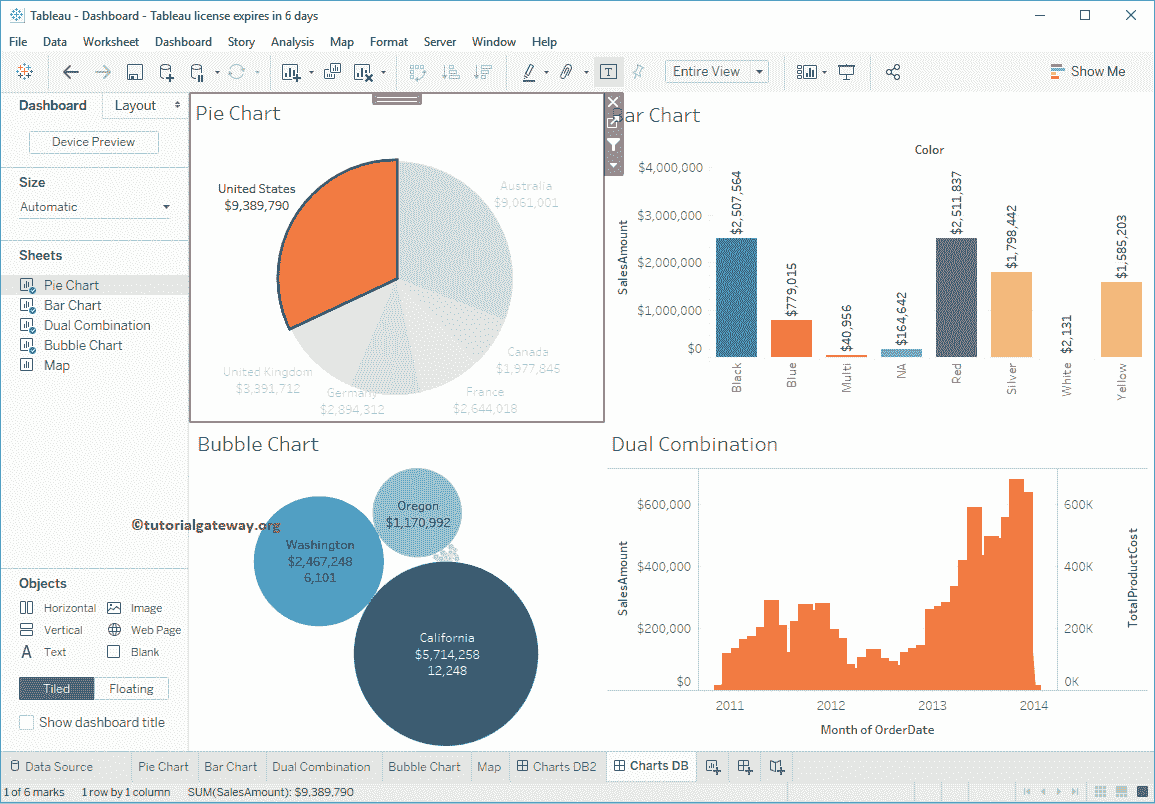 Tableau - Dashboard - Tableau license expires in 6 days
File Data Worksheet Dashboard Story Analysis Map Format Server Window Help
Entire View
Show Me
Dashboard Layout
Device Preview
Size
Automatic
Sheets
Pie Chart
Bar Chart
Dual Combination
Bubble Chart
Map
Objects
Horizontal Image
Vertical Web Page
A Text Blank
Tiled Floating
Show dashboard title
Pie Chart
United States
$9,389,790
Australia
$9,061,001
Canada
$1,977,845
France
$2,644,018
Germany
$2,894,312
United Kingdom
$3,391,712
Bar Chart
Color
SalesAmount
$4,000,000
$3,000,000
$2,000,000
$1,000,000
$0
$2,507,564
$779,015
$40,956
$164,642
$2,511,837
$1,798,442
$2,131
$1,585,203
Black
Blue
Multi
NA
Red
Silver
White
Yellow
Bubble Chart
Oregon
$1,170,992
Washington
$2,467,248
6,101
California
$5,714,258
12,248
©tutorialgateway.org
Dual Combination
SalesAmount
$600,000
$400,000
$200,000
$0
600K
400K
200K
0K
TotalProductCost
2011 2012 2013 2014
Month of OrderDate
Data Source Pie Chart Bar Chart Dual Combination Bubble Chart Map Charts DB2 Charts DB
1 of 6 marks 1 row by 1 column SUM(SalesAmount): $9,389,790